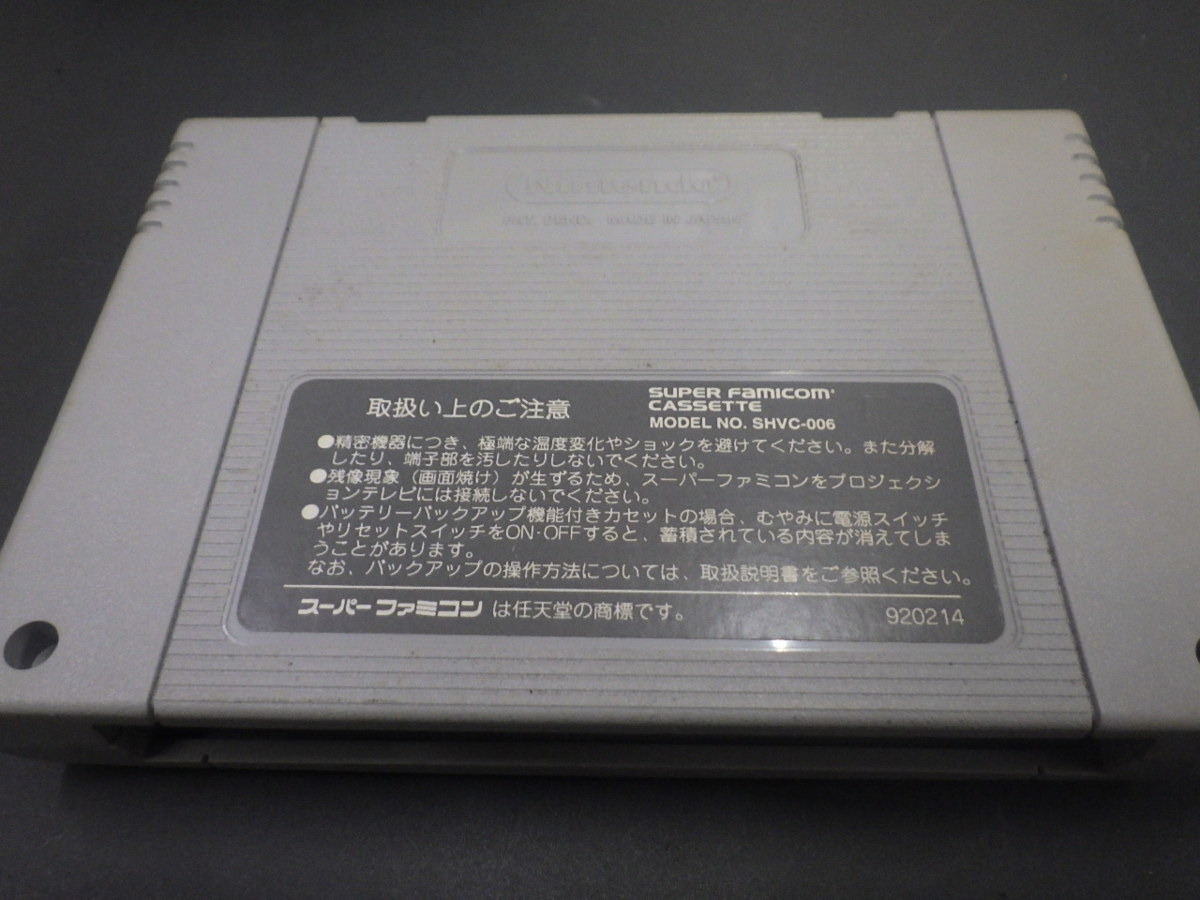 Nintendo
PAT. PEND. MADE IN JAPAN
取扱い上のご注意
SUPER FAMICOM
CASSETTE
MODEL NO. SHVC-006
●精密機器につき、極端な温度変化やショックを避けてください。また分解
したり、端子部を汚したりしないでください。
●残像現象（画面焼け）が生ずるため、スーパーファミコンをプロジェクシ
ョンテレビには接続しないでください。
●バッテリーバックアップ機能付きカセットの場合、むやみに電源スイッチ
やリセットスイッチをON・OFFすると、蓄積されている内容が消えてしま
うことがあります。
なお、バックアップの操作方法については、取扱説明書をご参照ください。
スーパーファミコン は任天堂の商標です。
920214